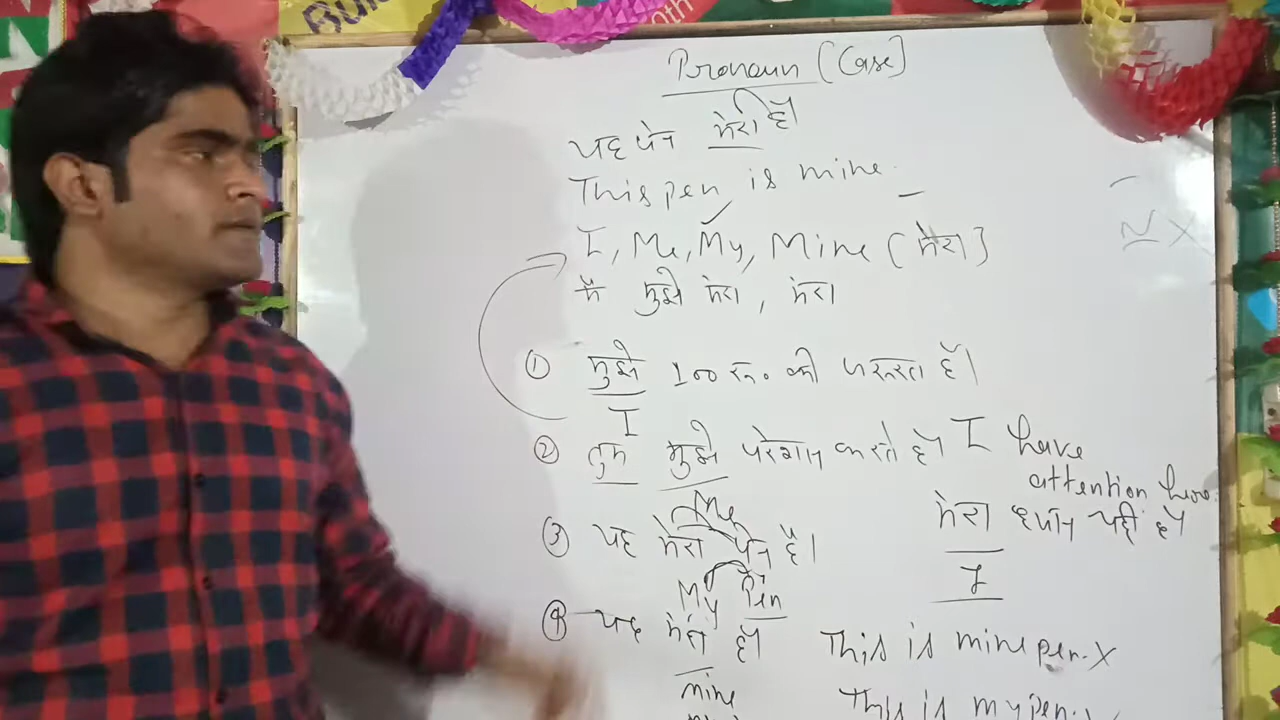 Pronoun (Case)
यह पेन मेरा है
This pen is mine.
I, Me, My, Mine (मेरा)
मैं मुझे मेरा, मेरा
N X
① मुझे 100 रू० की जरूरत है।
I
② तुम मुझे परेशान करते हो
Me
I have
attention here.
मेरा ध्यान यहीं है
I
③ यह मेरा पेन है।
My Pen
④ यह मेरा है।
mine
This is mine pen. X
This is my pen.